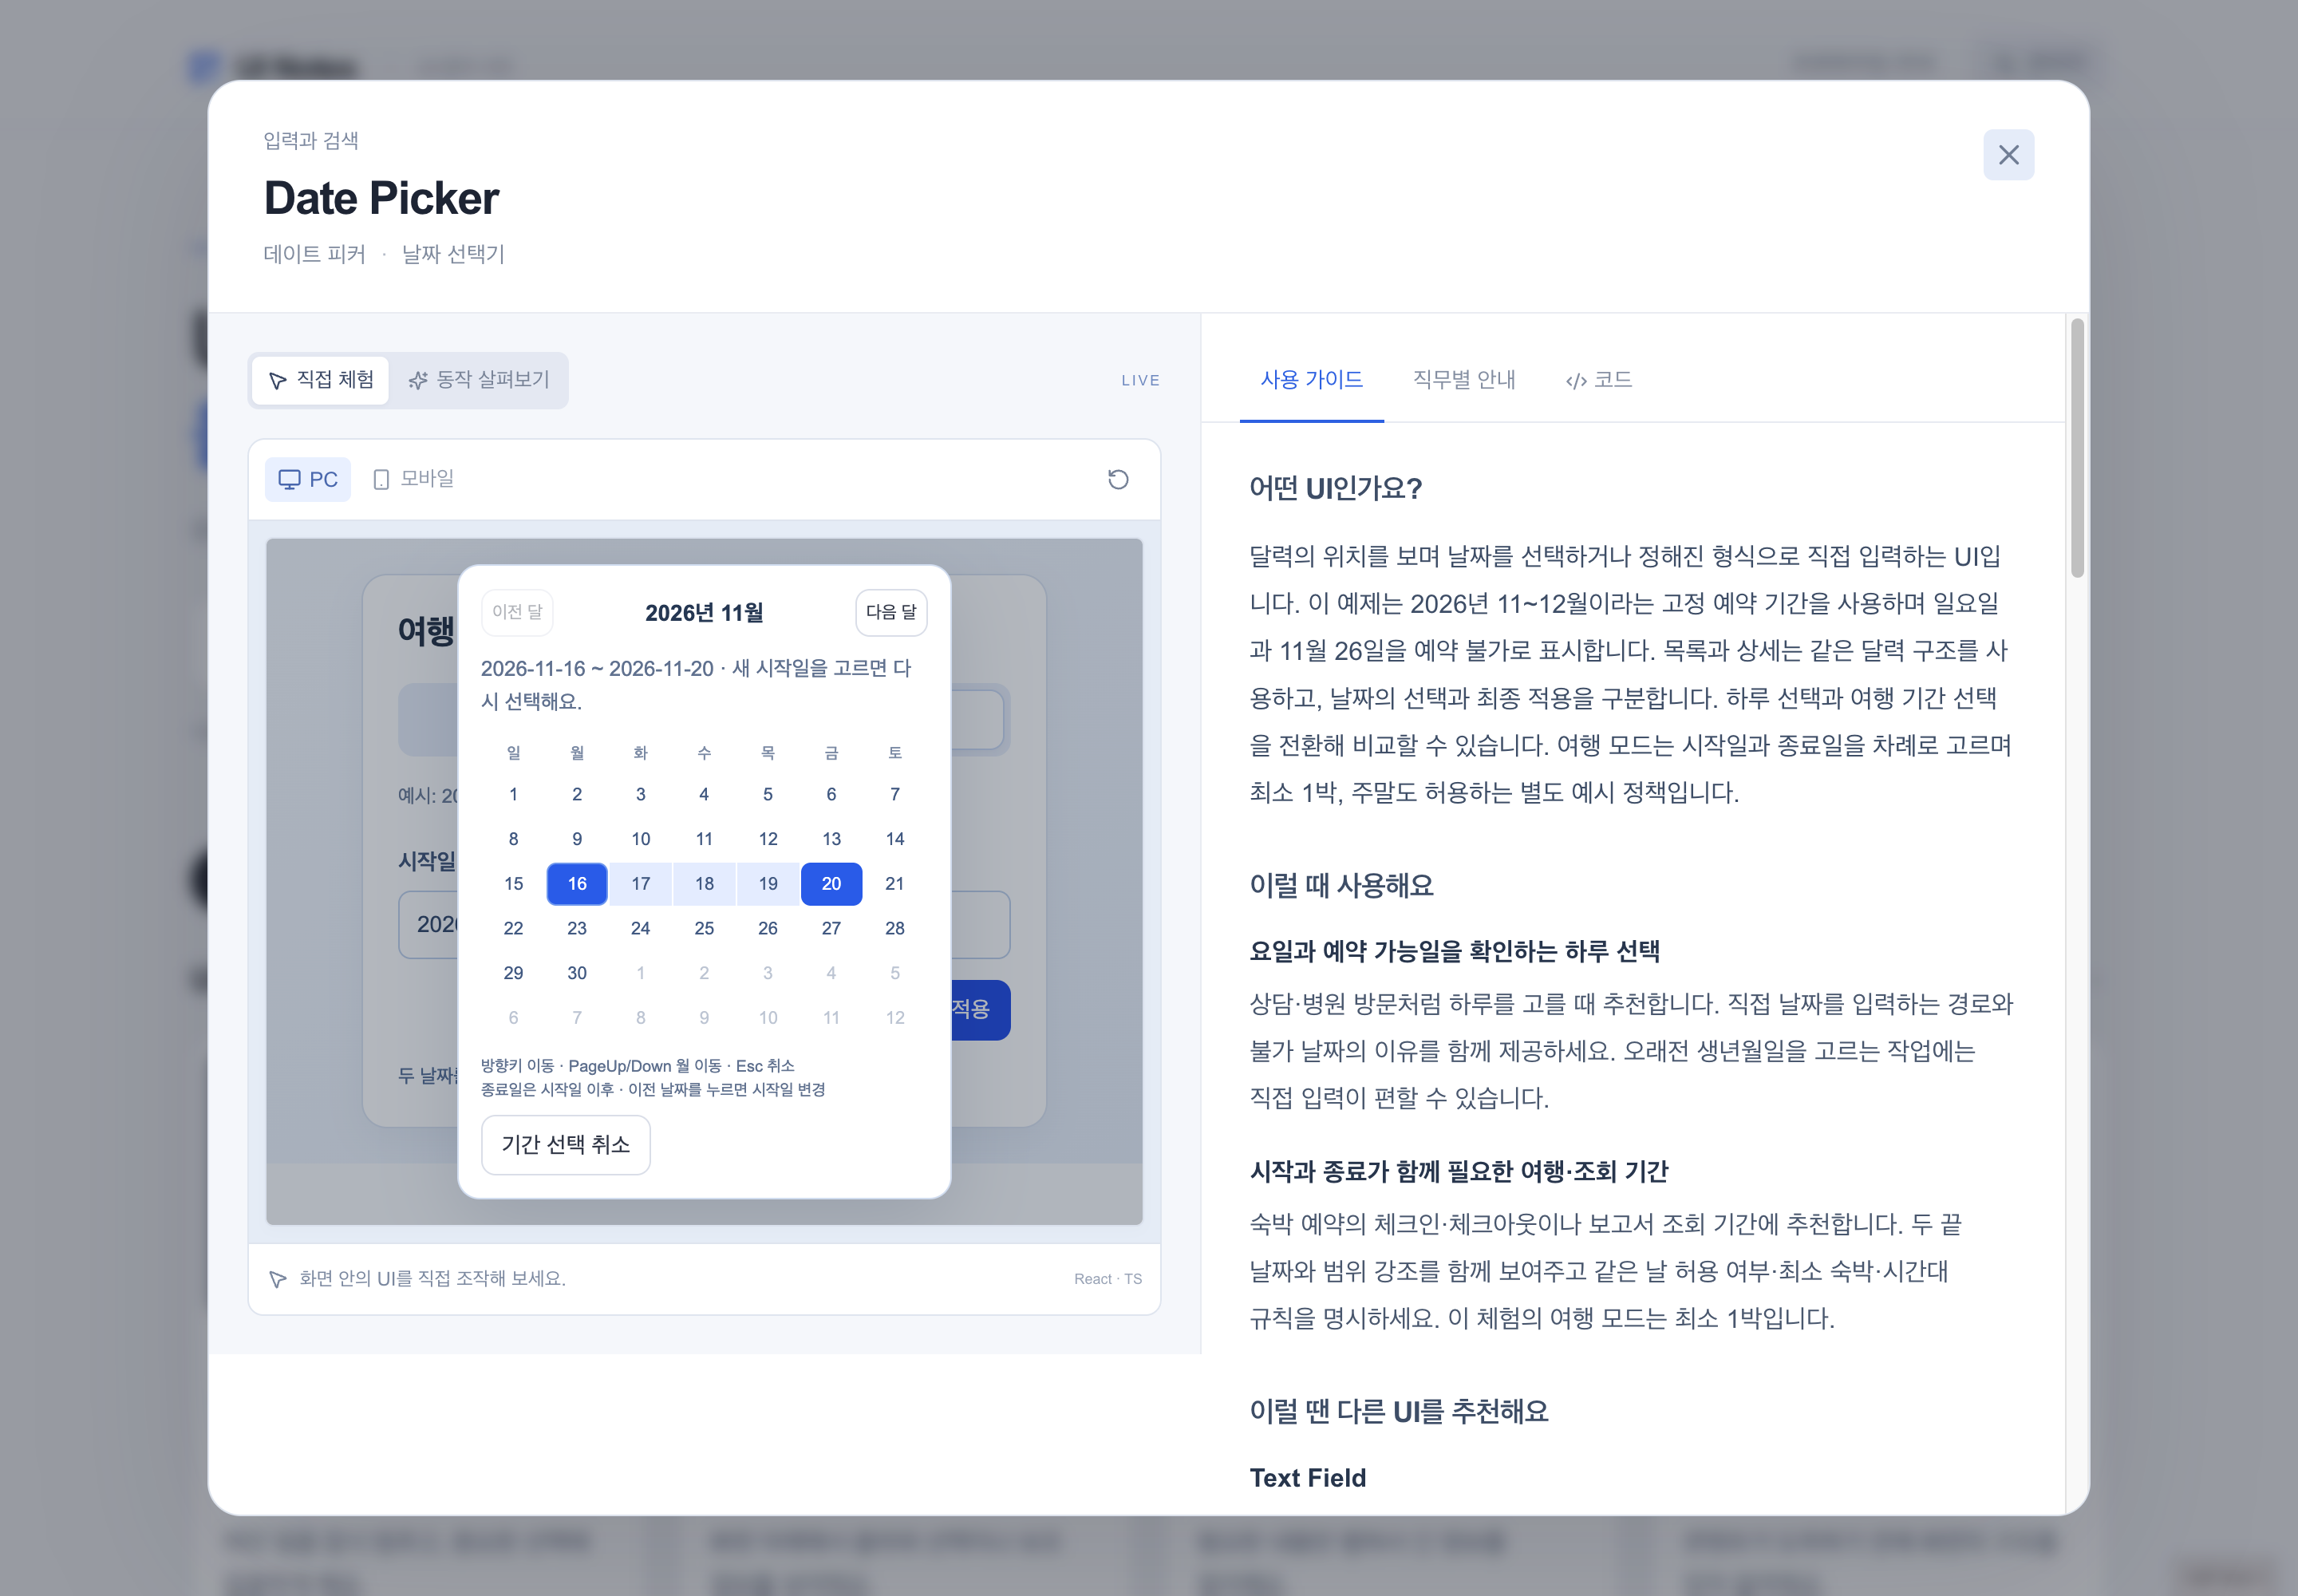 입력과 검색
Date Picker
데이트 피커 · 날짜 선택기
직접 체험
동작 살펴보기
LIVE
PC
모바일
여행
예시: 20
시작일
2026
적용
두 날짜를
이전 달
2026년 11월
다음 달
2026-11-16 ~ 2026-11-20 · 새 시작일을 고르면 다
시 선택해요.
일 월 화 수 목 금 토
1 2 3 4 5 6 7
8 9 10 11 12 13 14
15 16 17 18 19 20 21
22 23 24 25 26 27 28
29 30 1 2 3 4 5
6 7 8 9 10 11 12
방향키 이동 · PageUp/Down 월 이동 · Esc 취소
종료일은 시작일 이후 · 이전 날짜를 누르면 시작일 변경
기간 선택 취소
화면 안의 UI를 직접 조작해 보세요.
React · TS
사용 가이드
직무별 안내
</> 코드
어떤 UI인가요?
달력의 위치를 보며 날짜를 선택하거나 정해진 형식으로 직접 입력하는 UI입
니다. 이 예제는 2026년 11~12월이라는 고정 예약 기간을 사용하며 일요일
과 11월 26일을 예약 불가로 표시합니다. 목록과 상세는 같은 달력 구조를 사
용하고, 날짜의 선택과 최종 적용을 구분합니다. 하루 선택과 여행 기간 선택
을 전환해 비교할 수 있습니다. 여행 모드는 시작일과 종료일을 차례로 고르며
최소 1박, 주말도 허용하는 별도 예시 정책입니다.
이럴 때 사용해요
요일과 예약 가능일을 확인하는 하루 선택
상담·병원 방문처럼 하루를 고를 때 추천합니다. 직접 날짜를 입력하는 경로와
불가 날짜의 이유를 함께 제공하세요. 오래전 생년월일을 고르는 작업에는
직접 입력이 편할 수 있습니다.
시작과 종료가 함께 필요한 여행·조회 기간
숙박 예약의 체크인·체크아웃이나 보고서 조회 기간에 추천합니다. 두 끝
날짜와 범위 강조를 함께 보여주고 같은 날 허용 여부·최소 숙박·시간대
규칙을 명시하세요. 이 체험의 여행 모드는 최소 1박입니다.
이럴 땐 다른 UI를 추천해요
Text Field